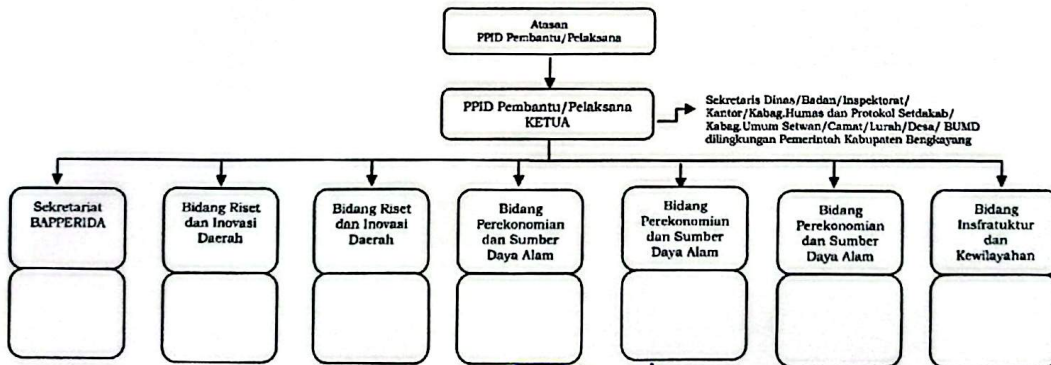 Atasan
PPID Pembantu/Pelaksana
PPID Pembantu/Pelaksana
KETUA
Sekretaris Dinas/Badan/Inspektorat/
Kantor/Kabag.Humas dan Protokol Setdakab/
Kabag.Umum Setwan/Camat/Lurah/Desa/ BUMD
dilingkungan Pemerintah Kabupaten Bengkayang
Sekretariat
BAPPERIDA
Bidang Riset
dan Inovasi
Daerah
Bidang Riset
dan Inovasi
Daerah
Bidang
Perekonomian
dan Sumber
Daya Alam
Bidang
Perekonomiun
dan Sumber
Daya Alam
Bidang
Perekonomian
dan Sumber
Daya Alam
Bidang
Insfratuktur
dan
Kewilayahan